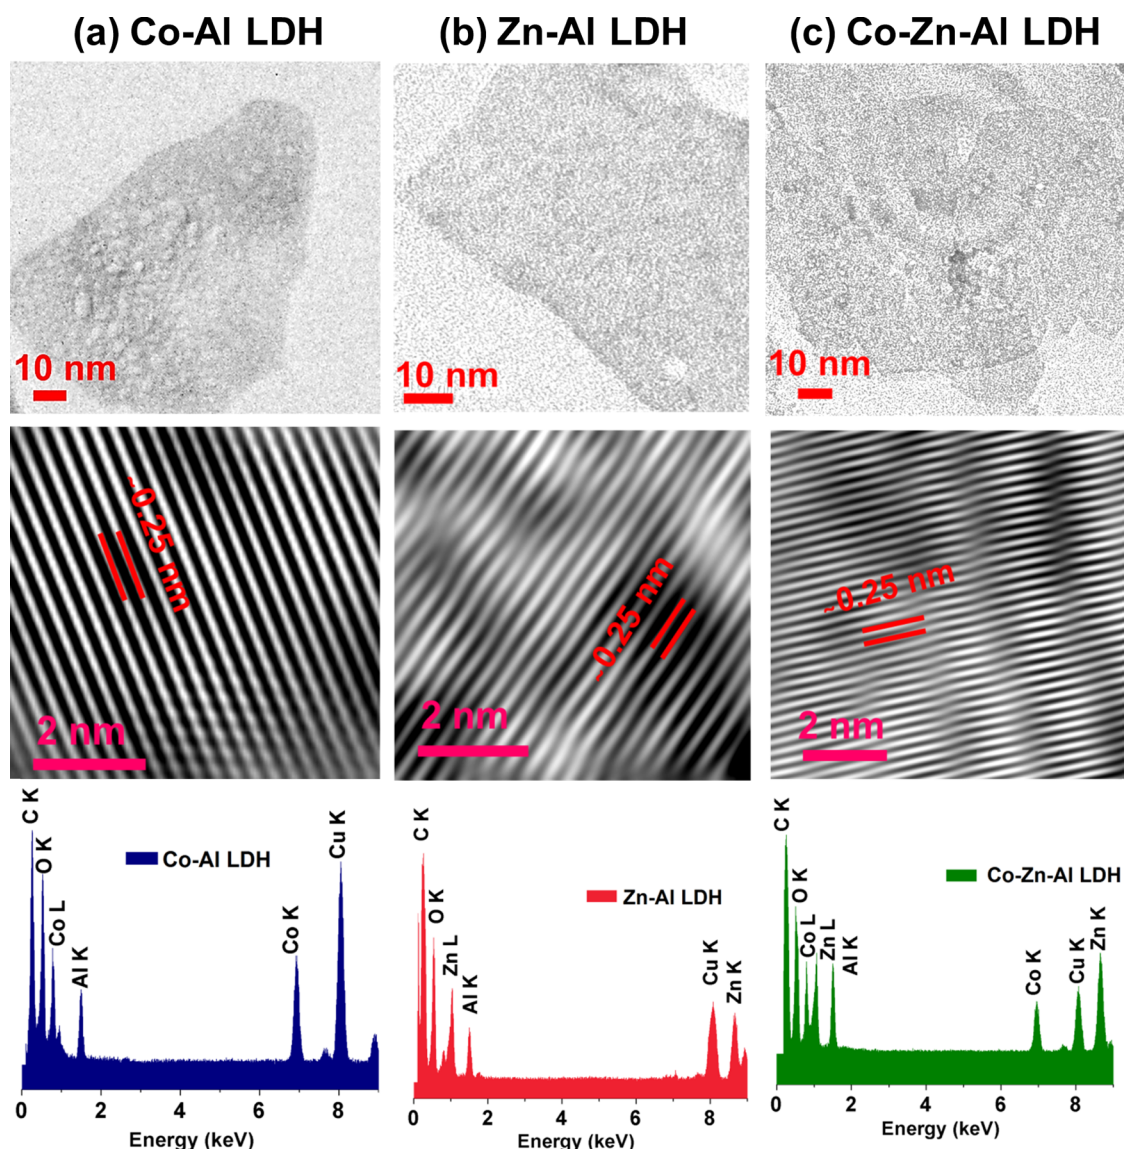 (a) Co-Al LDH
(b) Zn-Al LDH
(c) Co-Zn-Al LDH
10 nm
10 nm
10 nm
~0.25 nm
2 nm
~0.25 nm
2 nm
~0.25 nm
2 nm
C K
O K
Co L
Al K
Co K
Cu K
Co-Al LDH
0
2
4
6
8
Energy (keV)
C K
O K
Zn L
Al K
Cu K
Zn K
Zn-Al LDH
0
2
4
6
8
Energy (keV)
C K
O K
Co L
Zn L
Al K
Co K
Cu K
Zn K
Co-Zn-Al LDH
0
2
4
6
8
Energy (keV)